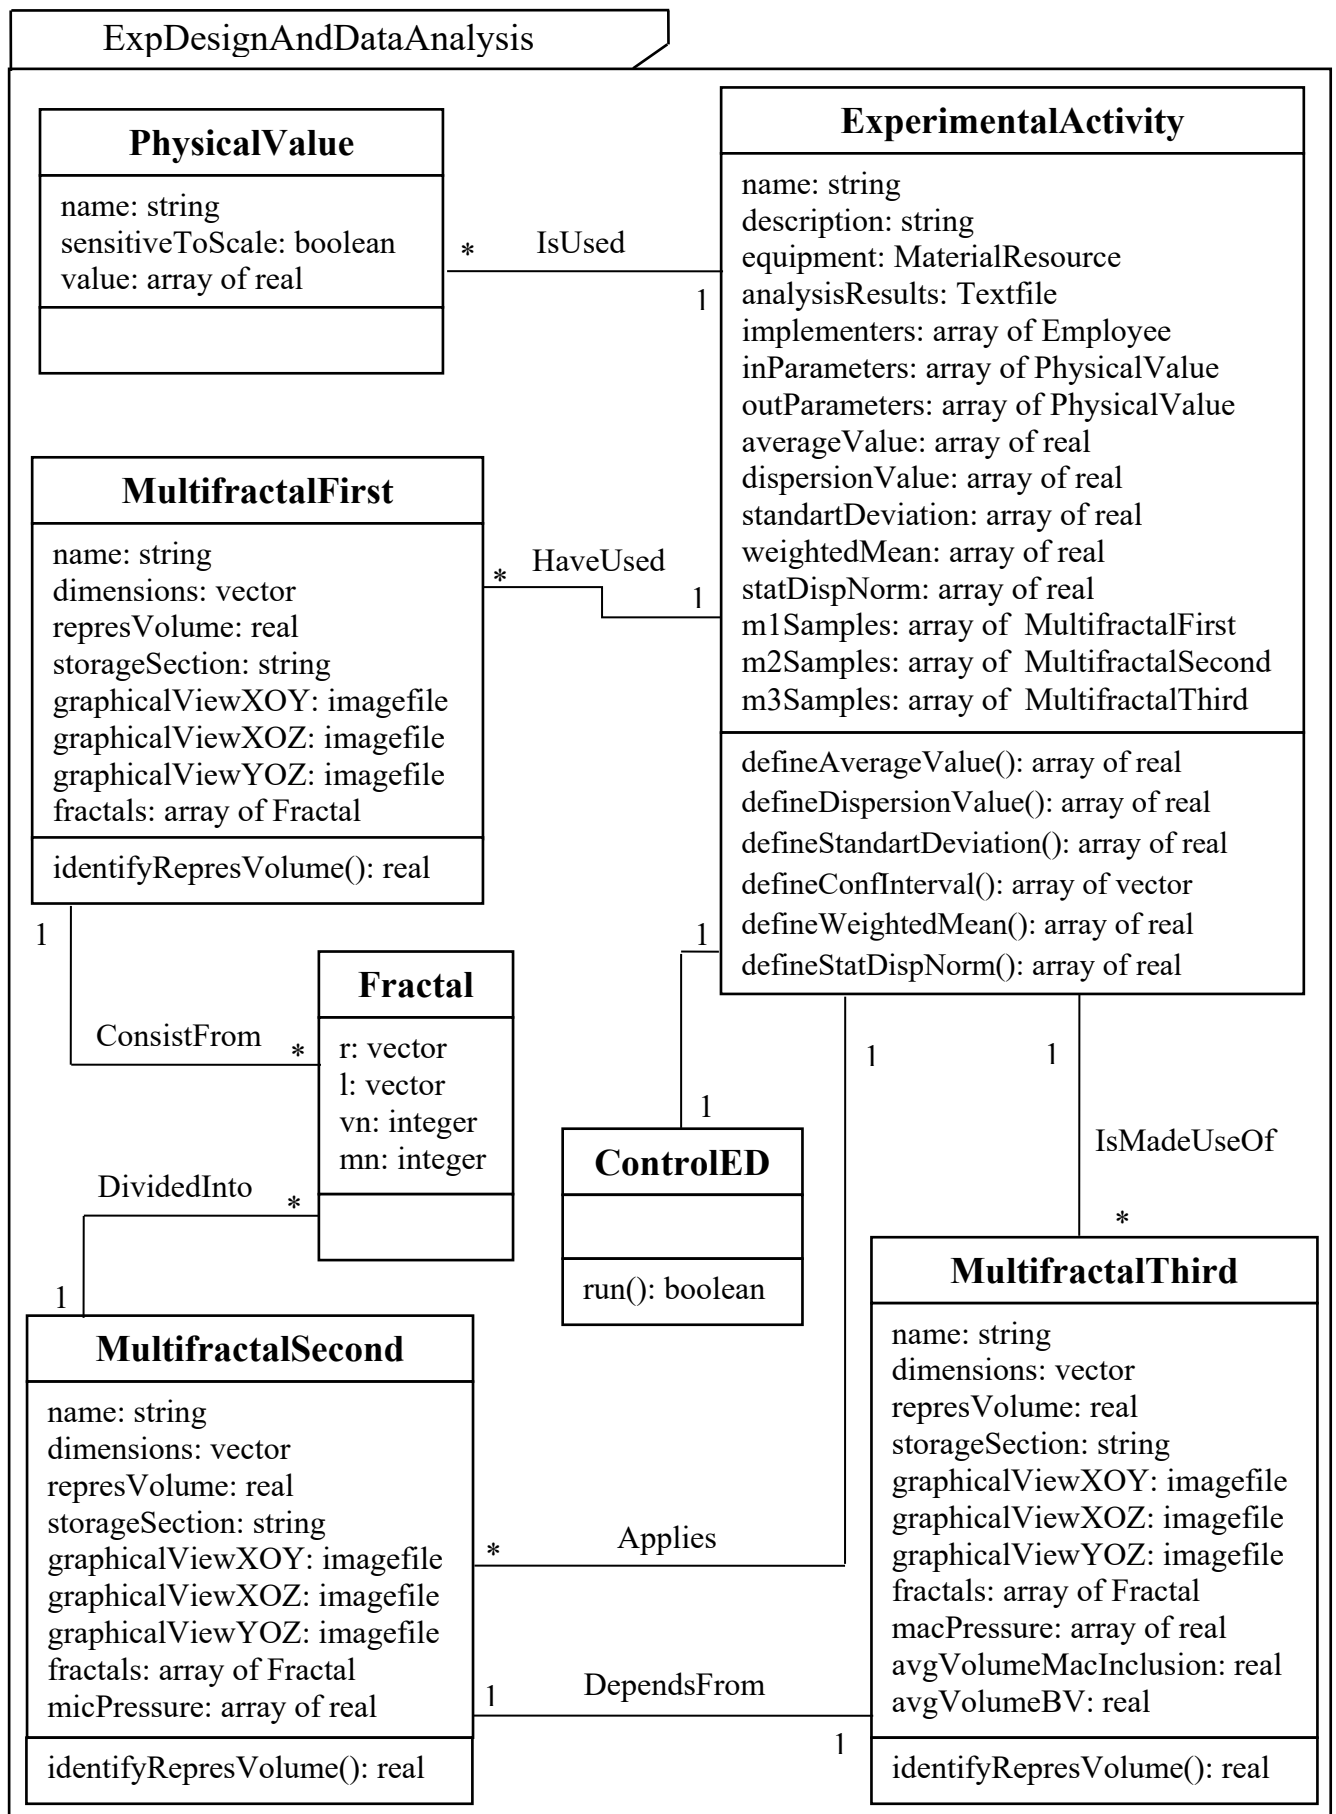 ExpDesignAndDataAnalysis
PhysicalValue
name: string
sensitiveToScale: boolean
value: array of real
* IsUsed
1
ExperimentalActivity
name: string
description: string
equipment: MaterialResource
analysisResults: Textfile
implementers: array of Employee
inParameters: array of PhysicalValue
outParameters: array of PhysicalValue
averageValue: array of real
dispersionValue: array of real
standartDeviation: array of real
weightedMean: array of real
statDispNorm: array of real
m1Samples: array of MultifractalFirst
m2Samples: array of MultifractalSecond
m3Samples: array of MultifractalThird
defineAverageValue(): array of real
defineDispersionValue(): array of real
defineStandartDeviation(): array of real
defineConfInterval(): array of vector
defineWeightedMean(): array of real
defineStatDispNorm(): array of real
MultifractalFirst
name: string
dimensions: vector
represVolume: real
storageSection: string
graphicalViewXOY: imagefile
graphicalViewXOZ: imagefile
graphicalViewYOZ: imagefile
fractals: array of Fractal
identifyRepresVolume(): real
* HaveUsed
1
1
ConsistFrom *
Fractal
r: vector
l: vector
vn: integer
mn: integer
DividedInto *
1
1
1
ControlED
run(): boolean
1
1
IsMadeUseOf
*
MultifractalThird
name: string
dimensions: vector
represVolume: real
storageSection: string
graphicalViewXOY: imagefile
graphicalViewXOZ: imagefile
graphicalViewYOZ: imagefile
fractals: array of Fractal
macPressure: array of real
avgVolumeMacInclusion: real
avgVolumeBV: real
identifyRepresVolume(): real
MultifractalSecond
name: string
dimensions: vector
represVolume: real
storageSection: string
graphicalViewXOY: imagefile
graphicalViewXOZ: imagefile
graphicalViewYOZ: imagefile
fractals: array of Fractal
micPressure: array of real
identifyRepresVolume(): real
* Applies
1 DependsFrom
1